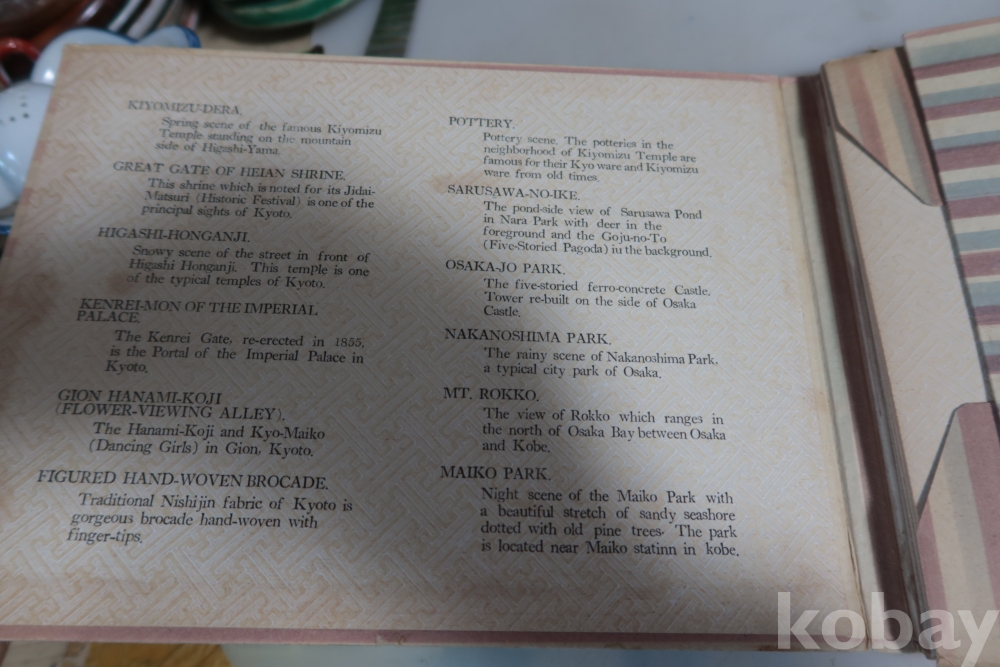 KIYOMIZU-DERA.
Spring scene of the famous Kiyomizu
Temple standing on the mountain
side of Higashi-Yama.
GREAT GATE OF HEIAN SHRINE.
This shrine which is noted for its Jidai-
Matsuri (Historic Festival) is one of the
principal sights of Kyoto.
HIGASHI-HONGANJI.
Snowy scene of the street in front of
Higashi Honganji. This temple is one
of the typical temples of Kyoto.
KENREI-MON OF THE IMPERIAL
PALACE.
The Kenrei Gate, re-erected in 1855,
is the Portal of the Imperial Palace in
Kyoto.
GION HANAMI-KOJI
(FLOWER-VIEWING ALLEY).
The Hanami-Koji and Kyo-Maiko
(Dancing Girls) in Gion, Kyoto.
FIGURED HAND-WOVEN BROCADE.
Traditional Nishijin fabric of Kyoto is
gorgeous brocade hand-woven with
finger-tips.
POTTERY.
Pottery scene. The potteries in the
neighborhood of Kiyomizu Temple are
famous for their Kyo ware and Kiyomizu
ware from old times.
SARUSAWA-NO-IKE.
The pond-side view of Sarusawa Pond
in Nara Park with deer in the
foreground and the Goju-no-To
(Five-Storied Pagoda) iu the background.
OSAKA-JO PARK.
The five-storied ferro-concrete Castle.
Tower re-built on the side of Osaka
Castle.
NAKANOSHIMA PARK.
The rainy scene of Nakanoshima Park,
a typical city park of Osaka.
MT. ROKKO.
The view of Rokko which ranges in
the north of Osaka Bay between Osaka
and Kobe.
MAIKO PARK.
Night scene of the Maiko Park with
a beautiful stretch of sandy seashore
dotted with old pine trees. The park
is located near Maiko statinn in kobe.
kobay